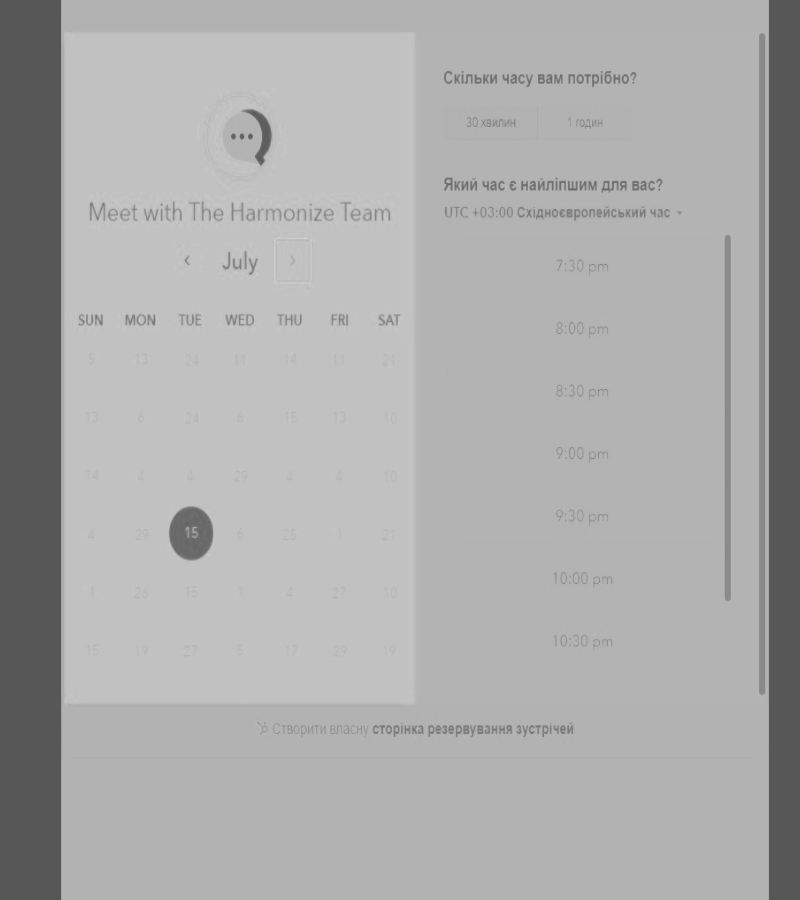 Meet with The Harmonize Team
July
SUN MON TUE WED THU FRI SAT
5 13 24 11 14 11 21
13 6 24 6 15 13 10
14 4 4 29 4 4 10
4 29 15 6 25 1 21
1 26 15 1 4 27 10
15 19 27 5 17 29 19
Скільки часу вам потрібно?
30 хвилин 1 годин
Який час є найліпшим для вас?
UTC +03:00 Східноєвропейський час
7:30 pm
8:00 pm
8:30 pm
9:00 pm
9:30 pm
10:00 pm
10:30 pm
Створити власну сторінка резервування зустрічей